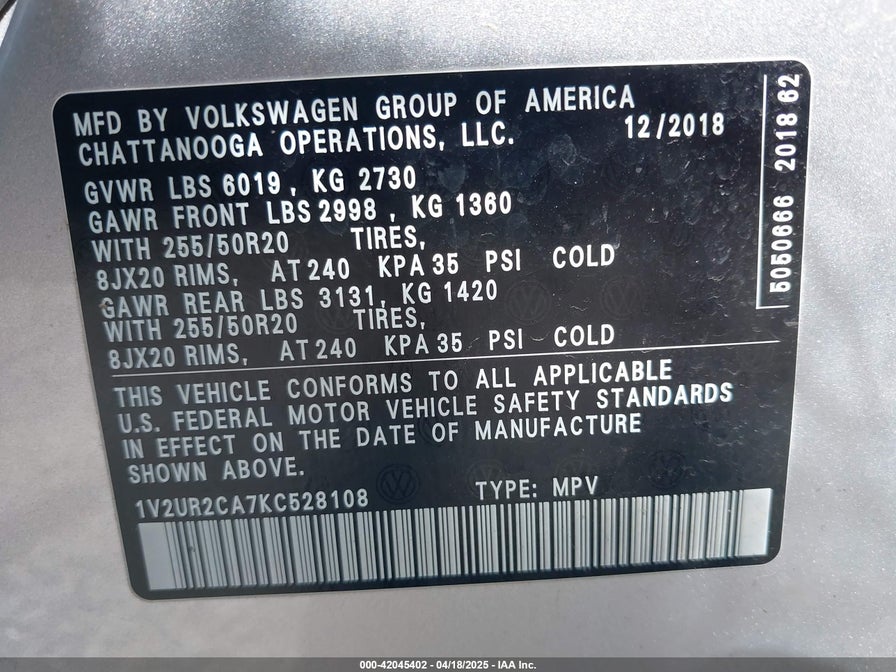 MFD BY VOLKSWAGEN GROUP OF AMERICA
CHATTANOOGA OPERATIONS, LLC. 12/2018
GVWR LBS 6019, KG 2730
GAWR FRONT LBS 2998, KG 1360
WITH 255/50R20 TIRES,
8JX20 RIMS, AT 240 KPA 35 PSI COLD
GAWR REAR LBS 3131, KG 1420
WITH 255/50R20 TIRES,
8JX20 RIMS, AT 240 KPA 35 PSI COLD
THIS VEHICLE CONFORMS TO ALL APPLICABLE
U.S. FEDERAL MOTOR VEHICLE SAFETY STANDARDS
IN EFFECT ON THE DATE OF MANUFACTURE
SHOWN ABOVE.
1V2UR2CA7KC528108 TYPE: MPV
5050666 2018 62
000-42045402 - 04/18/2025 - IAA Inc.